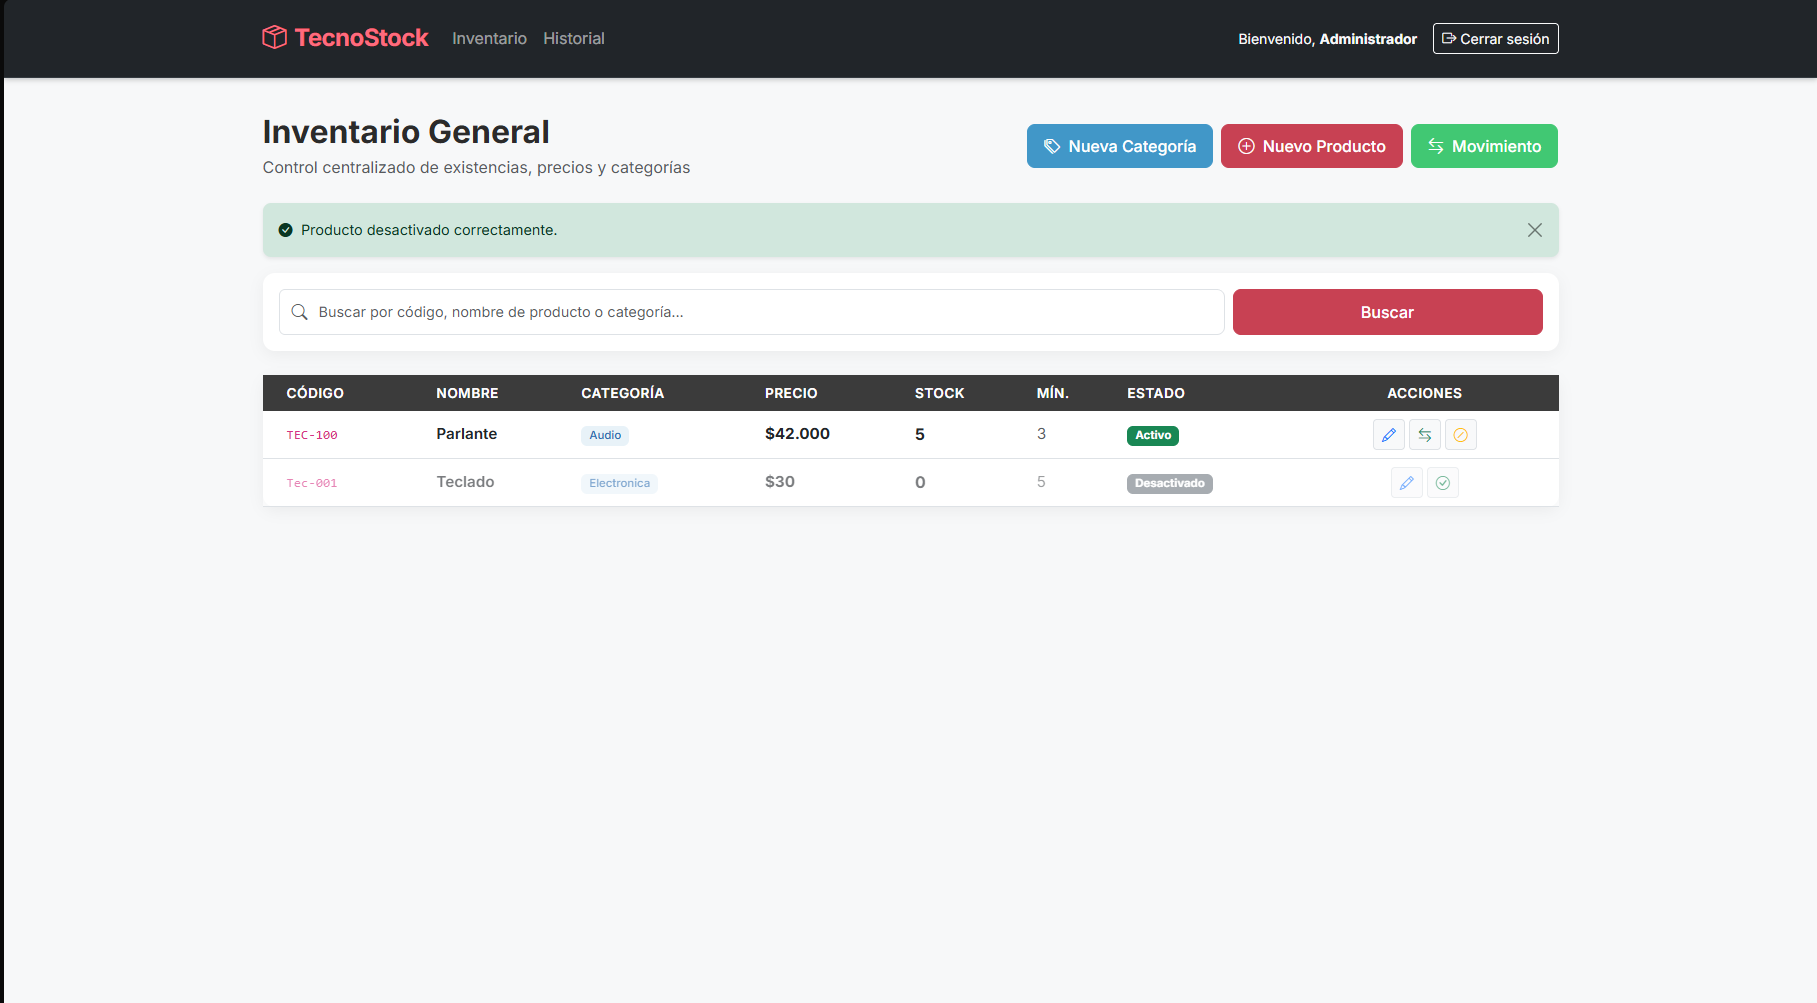 TecnoStock Inventario Historial Bienvenido, Administrador Cerrar sesión
Inventario General
Control centralizado de existencias, precios y categorías
Nueva Categoría Nuevo Producto Movimiento
Producto desactivado correctamente.
Buscar por código, nombre de producto o categoría... Buscar
CÓDIGO NOMBRE CATEGORÍA PRECIO STOCK MÍN. ESTADO ACCIONES
TEC-100 Parlante Audio $42.000 5 3 Activo
Tec-001 Teclado Electronica $30 0 5 Desactivado